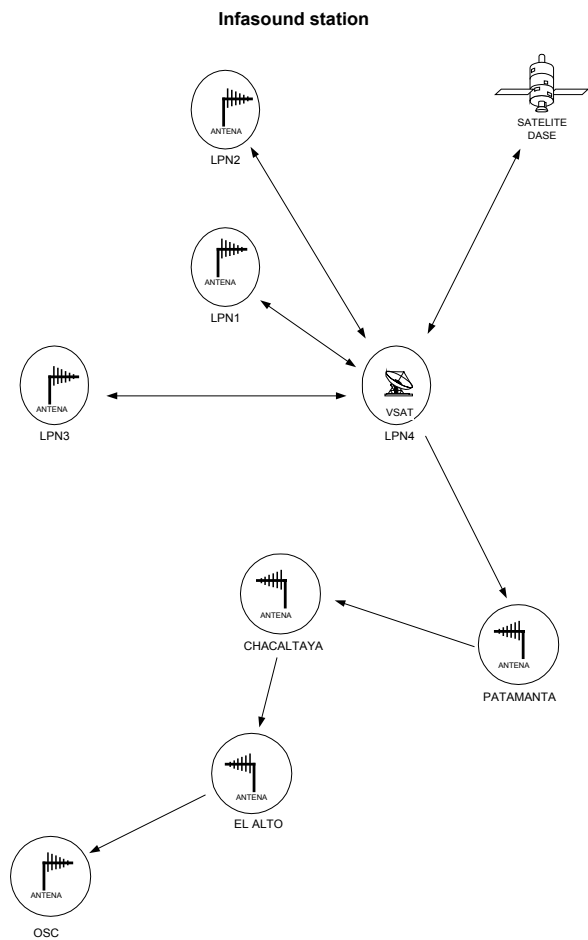 Infasound station
ANTENA
LPN2
SATELITE
DASE
ANTENA
LPN1
ANTENA
LPN3
VSAT
LPN4
ANTENA
CHACALTAYA
ANTENA
PATAMANTA
ANTENA
EL ALTO
ANTENA
OSC